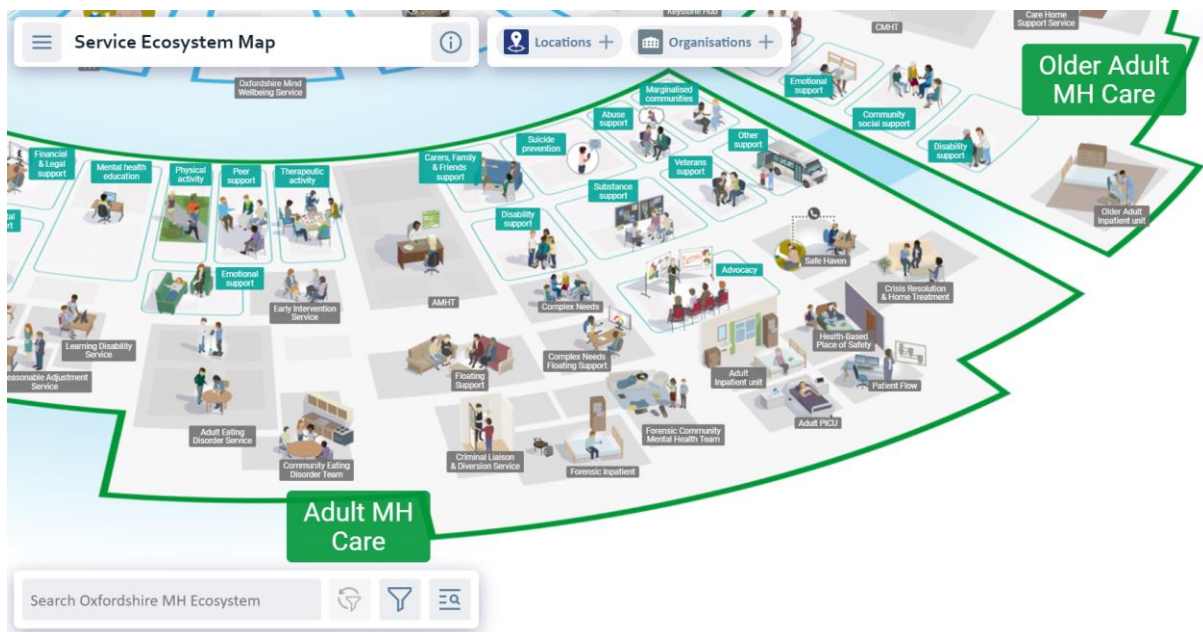 Service Ecosystem Map
Locations +
Organisations +
Keystone Hub
CMHT
Care Home
Support Service
Older Adult
MH Care
Oxfordshire Mind
Wellbeing Service
Emotional
support
Community
social support
Disability
support
Older Adult
Inpatient unit
Financial
& Legal
support
Mental health
education
Physical
activity
Peer
support
Therapeutic
activity
Carers, Family
& Friends
support
Suicide
prevention
Abuse
support
Marginalised
communities
Other
support
Veterans
support
Substance
support
Disability
support
Emotional
support
Advocacy
Early Intervention
Service
AMHT
Complex Needs
Safe Haven
Crisis Resolution
& Home Treatment
Learning Disability
Service
Service
Floating
Support
Complex Needs
Floating Support
Adult
Inpatient unit
Health-Based
Place of Safety
Patient Flow
Adult PICU
Adult Eating
Disorder Service
Community Eating
Disorder Team
Criminal Liaison
& Diversion Service
Forensic Inpatient
Forensic Community
Mental Health Team
Adult MH
Care
Search Oxfordshire MH Ecosystem